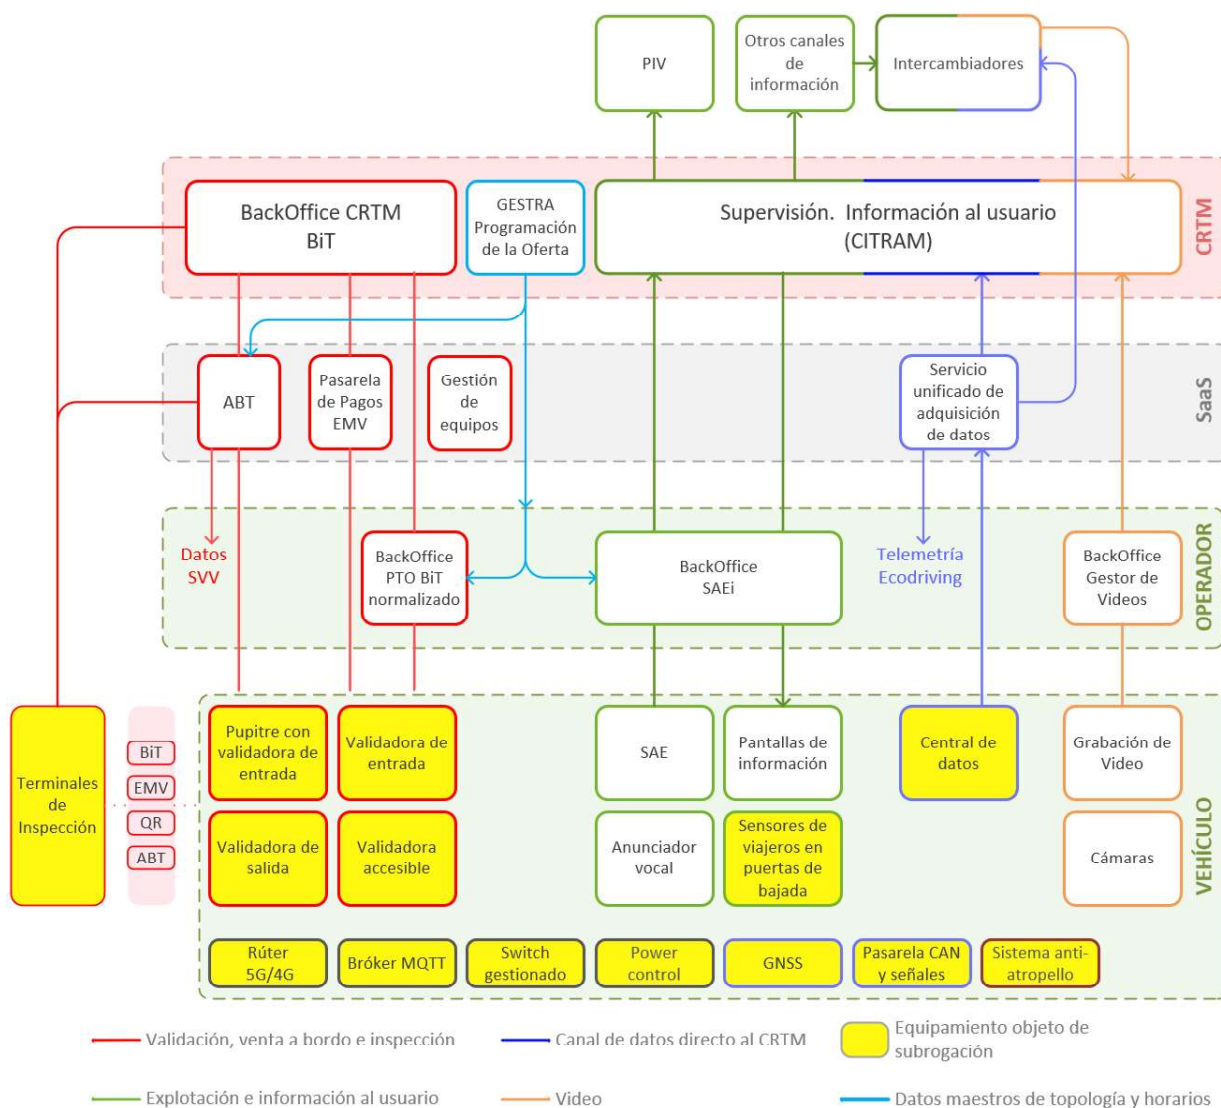 PIV
Otros canales
de
información
Intercambiadores
BackOffice CRTM
BiT
GESTRA
Programación
de la Oferta
Supervisión. Información al usuario
(CITRAM)
CRTM
ABT
Pasarela
de Pagos
EMV
Gestión
de
equipos
Servicio
unificado de
adquisición
de datos
SaaS
Datos
SVV
BackOffice
PTO BiT
normalizado
BackOffice
SAEi
Telemetría
Ecodriving
BackOffice
Gestor de
Videos
OPERADOR
Terminales
de
Inspección
BiT
EMV
QR
ABT
Pupitre con
validadora de
entrada
Validadora de
entrada
SAE
Pantallas de
información
Central de
datos
Grabación de
Video
Validadora de
salida
Validadora
accesible
Anunciador
vocal
Sensores de
viajeros en
puertas de
bajada
Cámaras
VEHÍCULO
Rúter
5G/4G
Bróker MQTT
Switch
gestionado
Power
control
GNSS
Pasarela CAN
y señales
Sistema anti-
atropello
Validación, venta a bordo e inspección
Canal de datos directo al CRTM
Equipamiento objeto de
subrogación
Explotación e información al usuario
Video
Datos maestros de topología y horarios